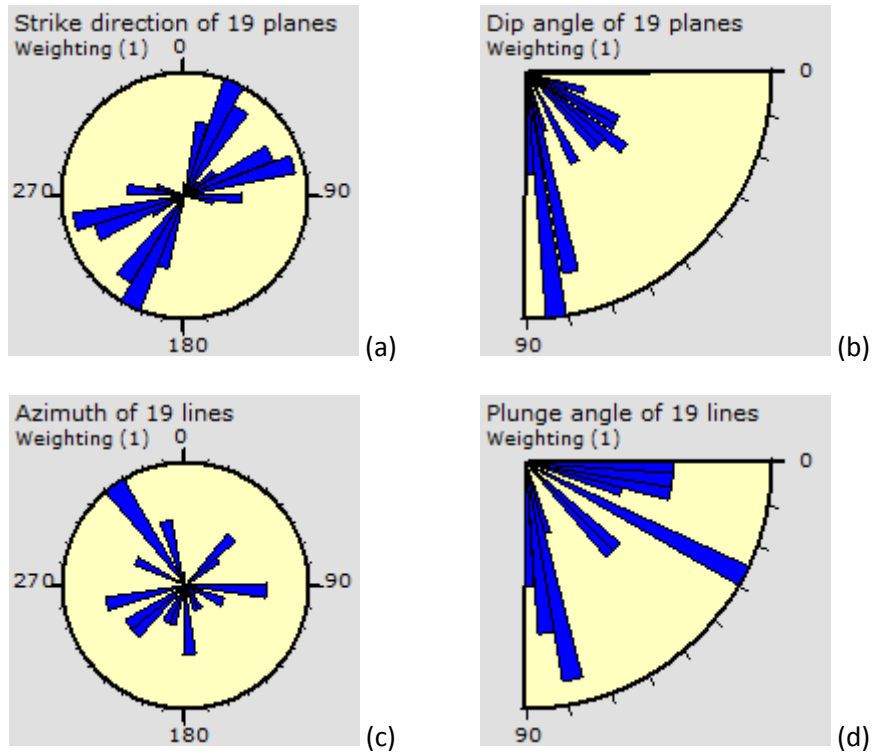 Strike direction of 19 planes
Weighting (1)
0
270
90
180
(a)
Dip angle of 19 planes
Weighting (1)
0
90
(b)
Azimuth of 19 lines
Weighting (1)
0
270
90
180
(c)
Plunge angle of 19 lines
Weighting (1)
0
90
(d)